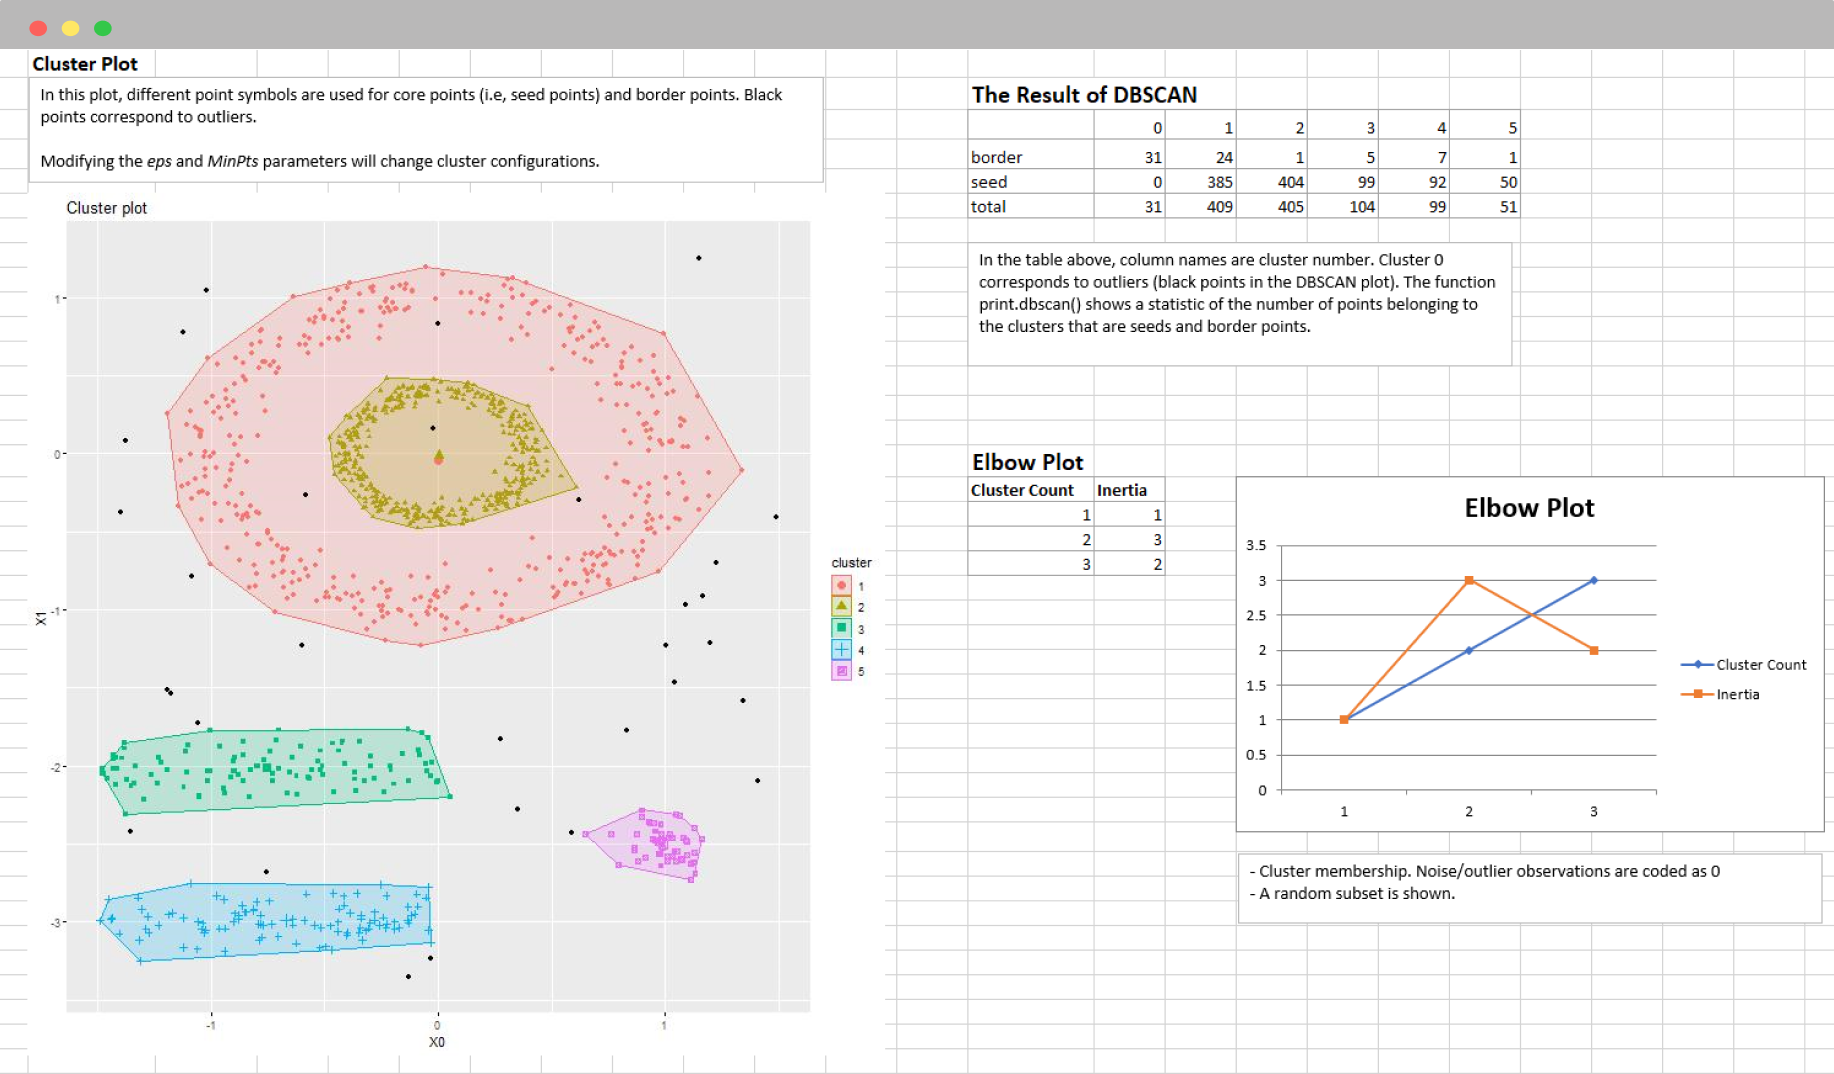 Cluster Plot
In this plot, different point symbols are used for core points (i.e, seed points) and border points. Black
points correspond to outliers.
Modifying the eps and MinPts parameters will change cluster configurations.
Cluster plot
1
0
-1
-2
-3
X1
-1 0 1
X0
cluster
1
2
3
4
5
The Result of DBSCAN
0 1 2 3 4 5
border 31 24 1 5 7 1
seed 0 385 404 99 92 50
total 31 409 405 104 99 51
In the table above, column names are cluster number. Cluster 0
corresponds to outliers (black points in the DBSCAN plot). The function
print.dbscan() shows a statistic of the number of points belonging to
the clusters that are seeds and border points.
Elbow Plot
Cluster Count Inertia
1 1
2 3
3 2
Elbow Plot
3.5
3
2.5
2
1.5
1
0.5
0
1 2 3
Cluster Count
Inertia
- Cluster membership. Noise/outlier observations are coded as 0
- A random subset is shown.